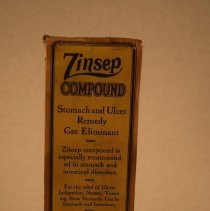 Zinsep
COMPOUND
Stomach and Ulcer
Remedy
Gas Eliminant
Zinsep compound is
especially recommend-
ed in stomach and
intestinal disorders
For the relief of Ulcers
Indigestion, Nausea, Vomit-
ing, Sour Stomach, Gas in
Stomach and Intestines,